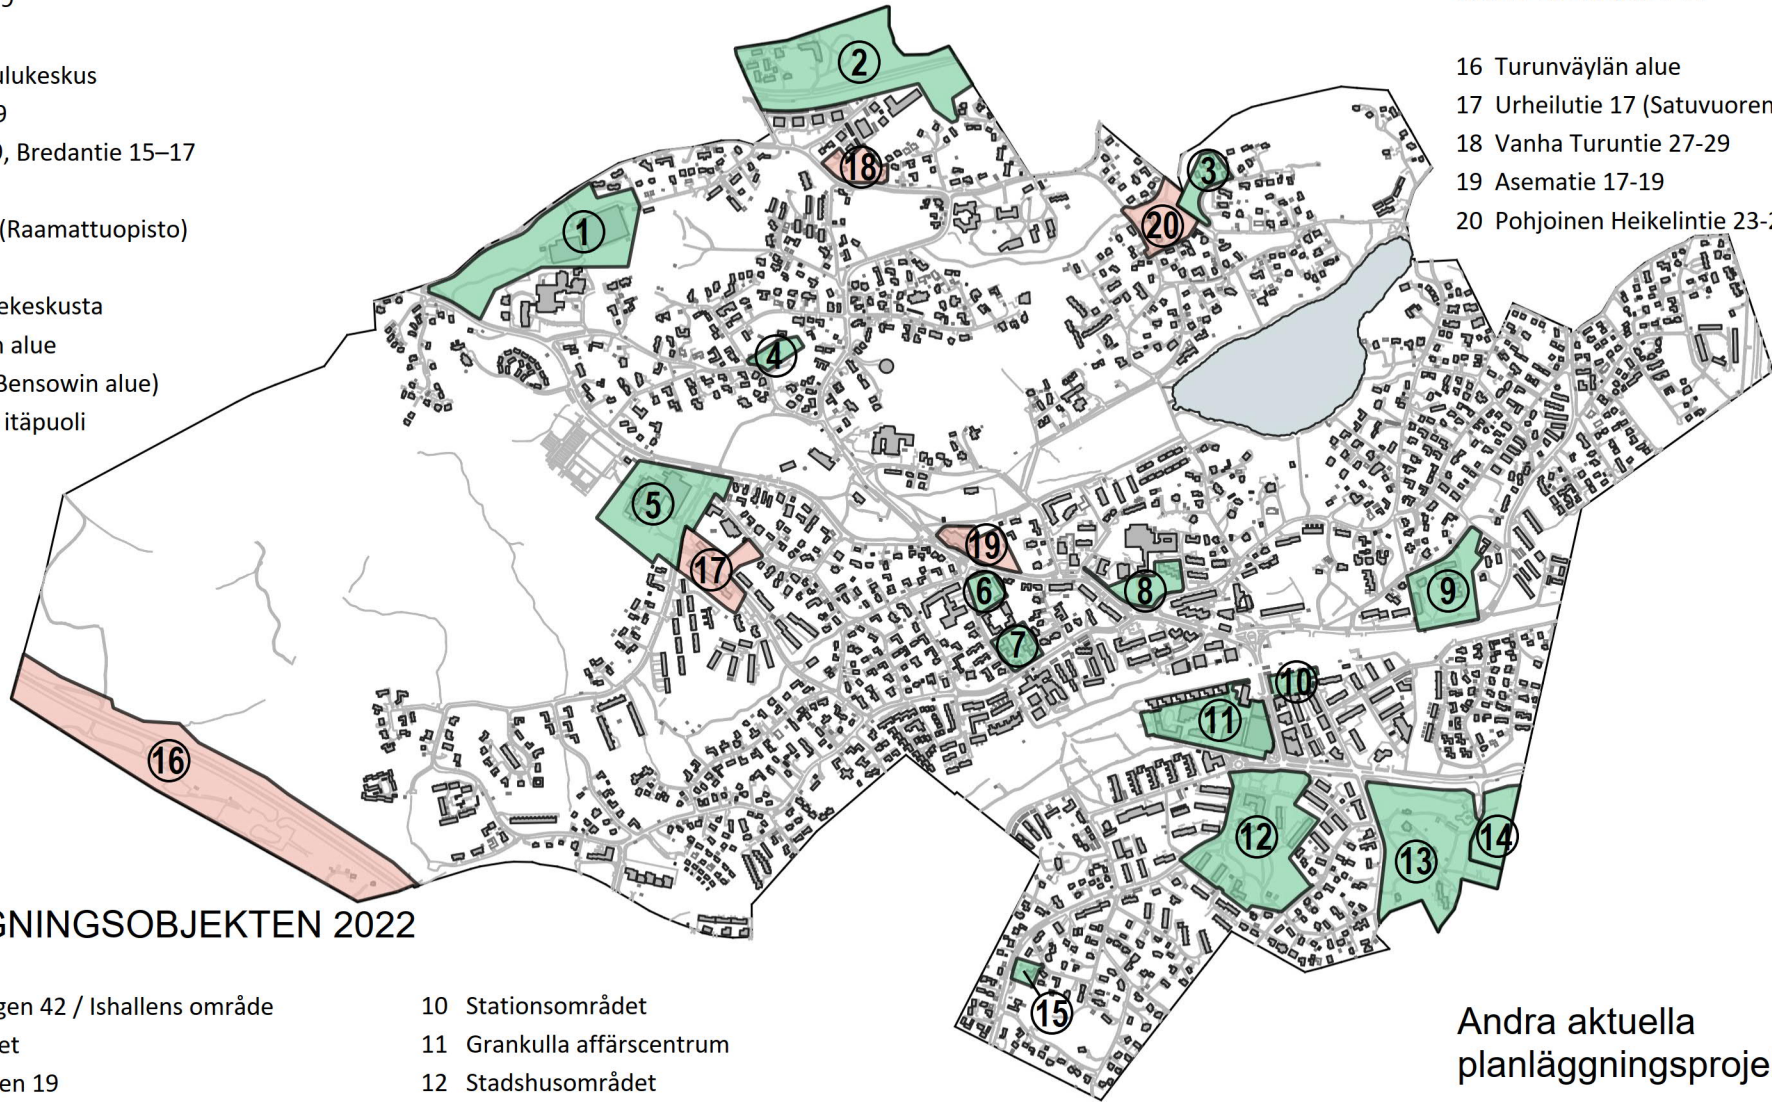 ulukeskus
9
9, Bredantie 15–17
(Raamattuopisto)
ekeskusta
n alue
Bensowin alue)
itäpuoli
16 Turunväylän alue
17 Urheilutie 17 (Satuvuoren
18 Vanha Turuntie 27-29
19 Asematie 17-19
20 Pohjoinen Heikelintie 23-2
2
18
3
20
1
4
5
17
19
6
8
9
7
10
11
16
12
13
14
15
GNINGSOBJEKTEN 2022
gen 42 / Ishallens område
et
en 19
10 Stationsområdet
11 Grankulla affärscentrum
12 Stadshusområdet
Andra aktuella
planläggningsproje